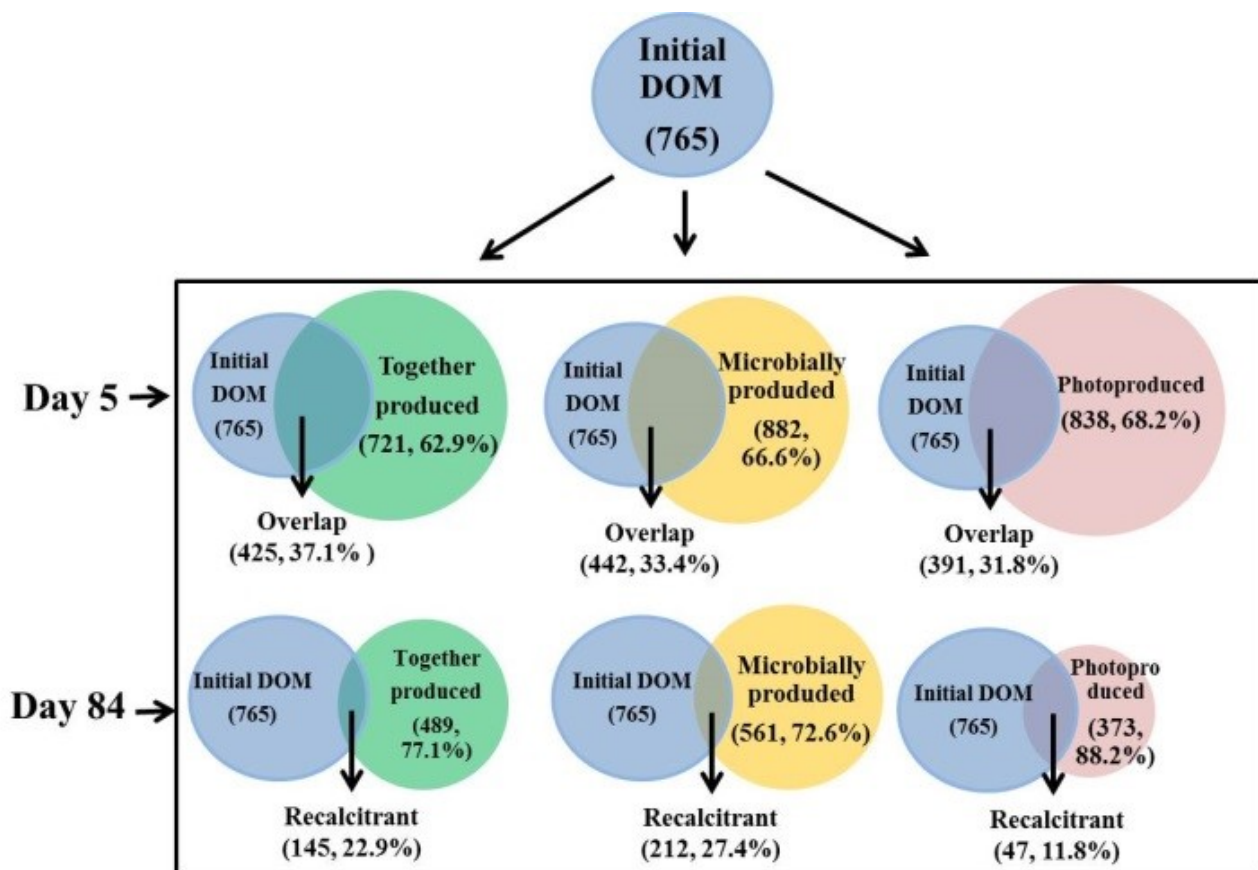 Initial
DOM
(765)
Day 5
Initial
DOM
(765)
Together
produced
(721, 62.9%)
Overlap
(425, 37.1% )
Initial
DOM
(765)
Microbially
produded
(882,
66.6%)
Overlap
(442, 33.4%)
Initial
DOM
(765)
Photoproduced
(838, 68.2%)
Overlap
(391, 31.8%)
Day 84
Initial DOM
(765)
Together
produced
(489,
77.1%)
Recalcitrant
(145, 22.9%)
Initial DOM
(765)
Microbially
produded
(561, 72.6%)
Recalcitrant
(212, 27.4%)
Initial DOM
(765)
Photopro
duced)
(373,
88.2%)
Recalcitrant
(47, 11.8%)